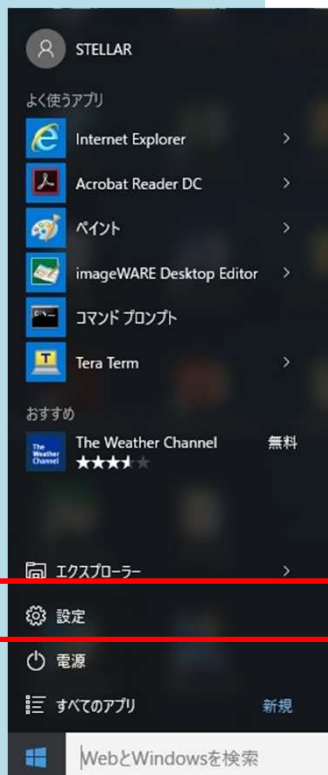 STELLAR
よく使うアプリ
Internet Explorer
Acrobat Reader DC
ペイント
imageWARE Desktop Editor
コマンド プロンプト
Tera Term
おすすめ
The Weather Channel
The Weather Channel 無料
エクスプローラー
設定
電源
すべてのアプリ 新規
WebとWindowsを検索